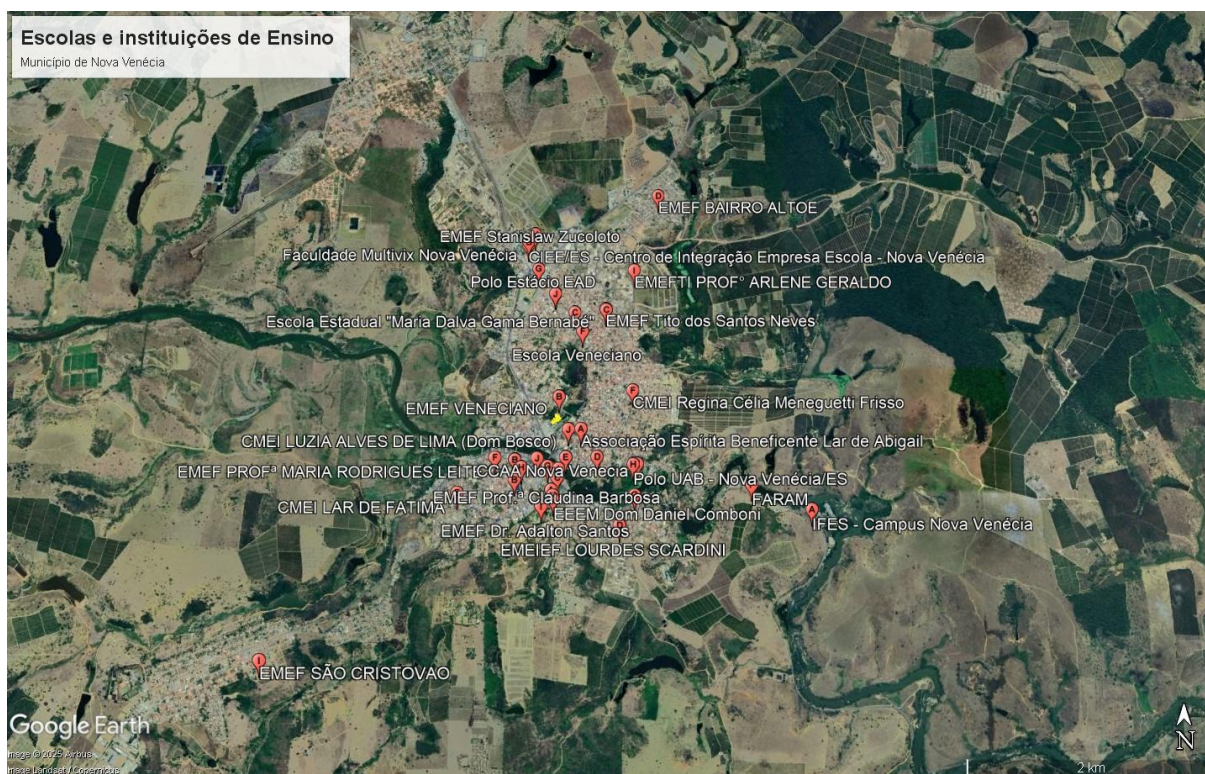 Escolas e instituições de Ensino
Município de Nova Venécia
EMEF BAIRRO ALTOE
EMEF Stanislaw Zucoloto
Faculdade Multivix Nova Venécia
CIEE/ES - Centro de Integração Empresa Escola - Nova Venécia
Polo Estácio EAD
EMEFTI PROF° ARLENE GERALDO
Escola Estadual "Maria Dalva Gama Bernabé"
EMEF Tito dos Santos Neves
Escola Veneciano
CMEI Regina Célia Meneguetti Frisso
EMEF VENECIANO
CMEI LUZIA ALVES DE LIMA (Dom Bosco)
Associação Espírita Beneficente Lar de Abigail
EMEF PROFª MARIA RODRIGUES
CCAA Nova Venecia
Polo UAB - Nova Venécia/ES
EMEF Prof.ª Claudina Barbosa
FARAM
CMEI LAR DE FATIMA
EEEM Dom Daniel Comboni
IFES - Campus Nova Venécia
EMEF Dr. Adalton Santos
EMEIEF LOURDES SCARDINI
EMEF SÃO CRISTOVAO
Google Earth
Image © 2025 Airbus
Image Landsat / Copernicus
2 km
N